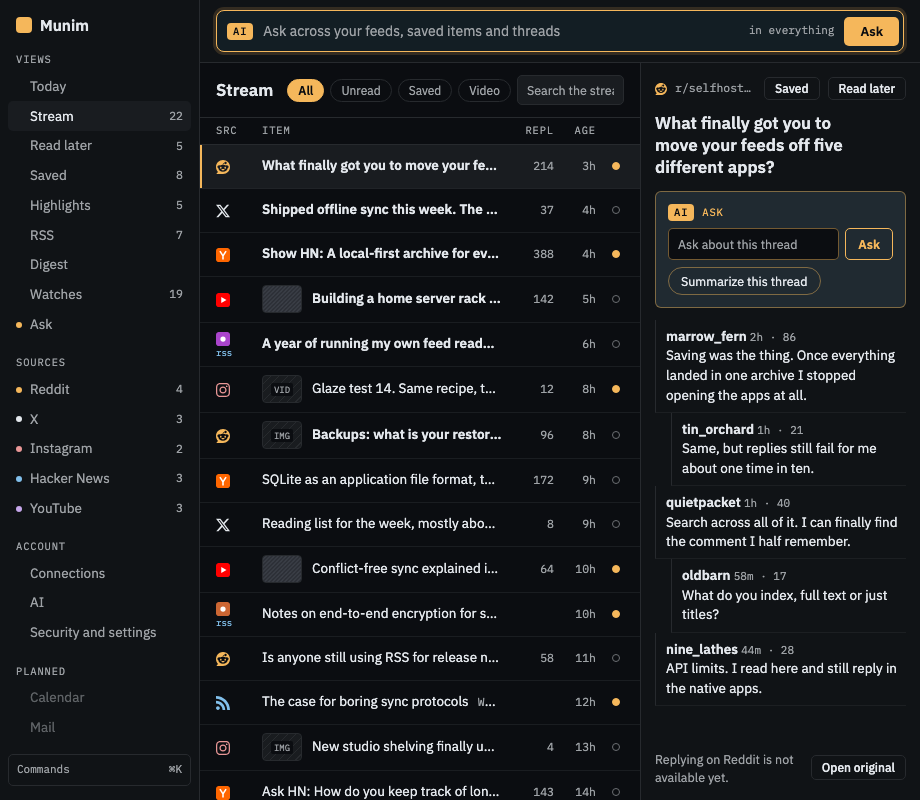 Munim
VIEWS
Today
Stream 22
Read later 5
Saved 8
Highlights 5
RSS 7
Digest
Watches 19
Ask
SOURCES
Reddit 4
X 3
Instagram 2
Hacker News 3
YouTube 3
ACCOUNT
Connections
AI
Security and settings
PLANNED
Calendar
Mail
Commands ⌘K
AI Ask across your feeds, saved items and threads in everything Ask
Stream All Unread Saved Video Search the strea
SRC ITEM REPL AGE
What finally got you to move your fe... 214 3h
Shipped offline sync this week. The ... 37 4h
Y Show HN: A local-first archive for ev... 388 4h
Building a home server rack ... 142 5h
rss A year of running my own feed read... 6h
VID Glaze test 14. Same recipe, t... 12 8h
IMG Backups: what is your restor... 96 8h
Y SQLite as an application file format, t... 172 9h
Reading list for the week, mostly abo... 8 9h
Conflict-free sync explained i... 64 10h
rss Notes on end-to-end encryption for s... 10h
Is anyone still using RSS for release n... 58 11h
The case for boring sync protocols W... 12h
IMG New studio shelving finally u... 4 13h
Y Ask HN: How do you keep track of lon... 143 14h
r/selfhost... Saved Read later
What finally got you to
move your feeds off five
different apps?
AI ASK
Ask about this thread Ask
Summarize this thread
marrow_fern 2h · 86
Saving was the thing. Once everything
landed in one archive I stopped
opening the apps at all.
tin_orchard 1h · 21
Same, but replies still fail for me
about one time in ten.
quietpacket 1h · 40
Search across all of it. I can finally find
the comment I half remember.
oldbarn 58m · 17
What do you index, full text or just
titles?
nine_lathes 44m · 28
API limits. I read here and still reply in
the native apps.
Replying on Reddit is not
available yet.
Open original